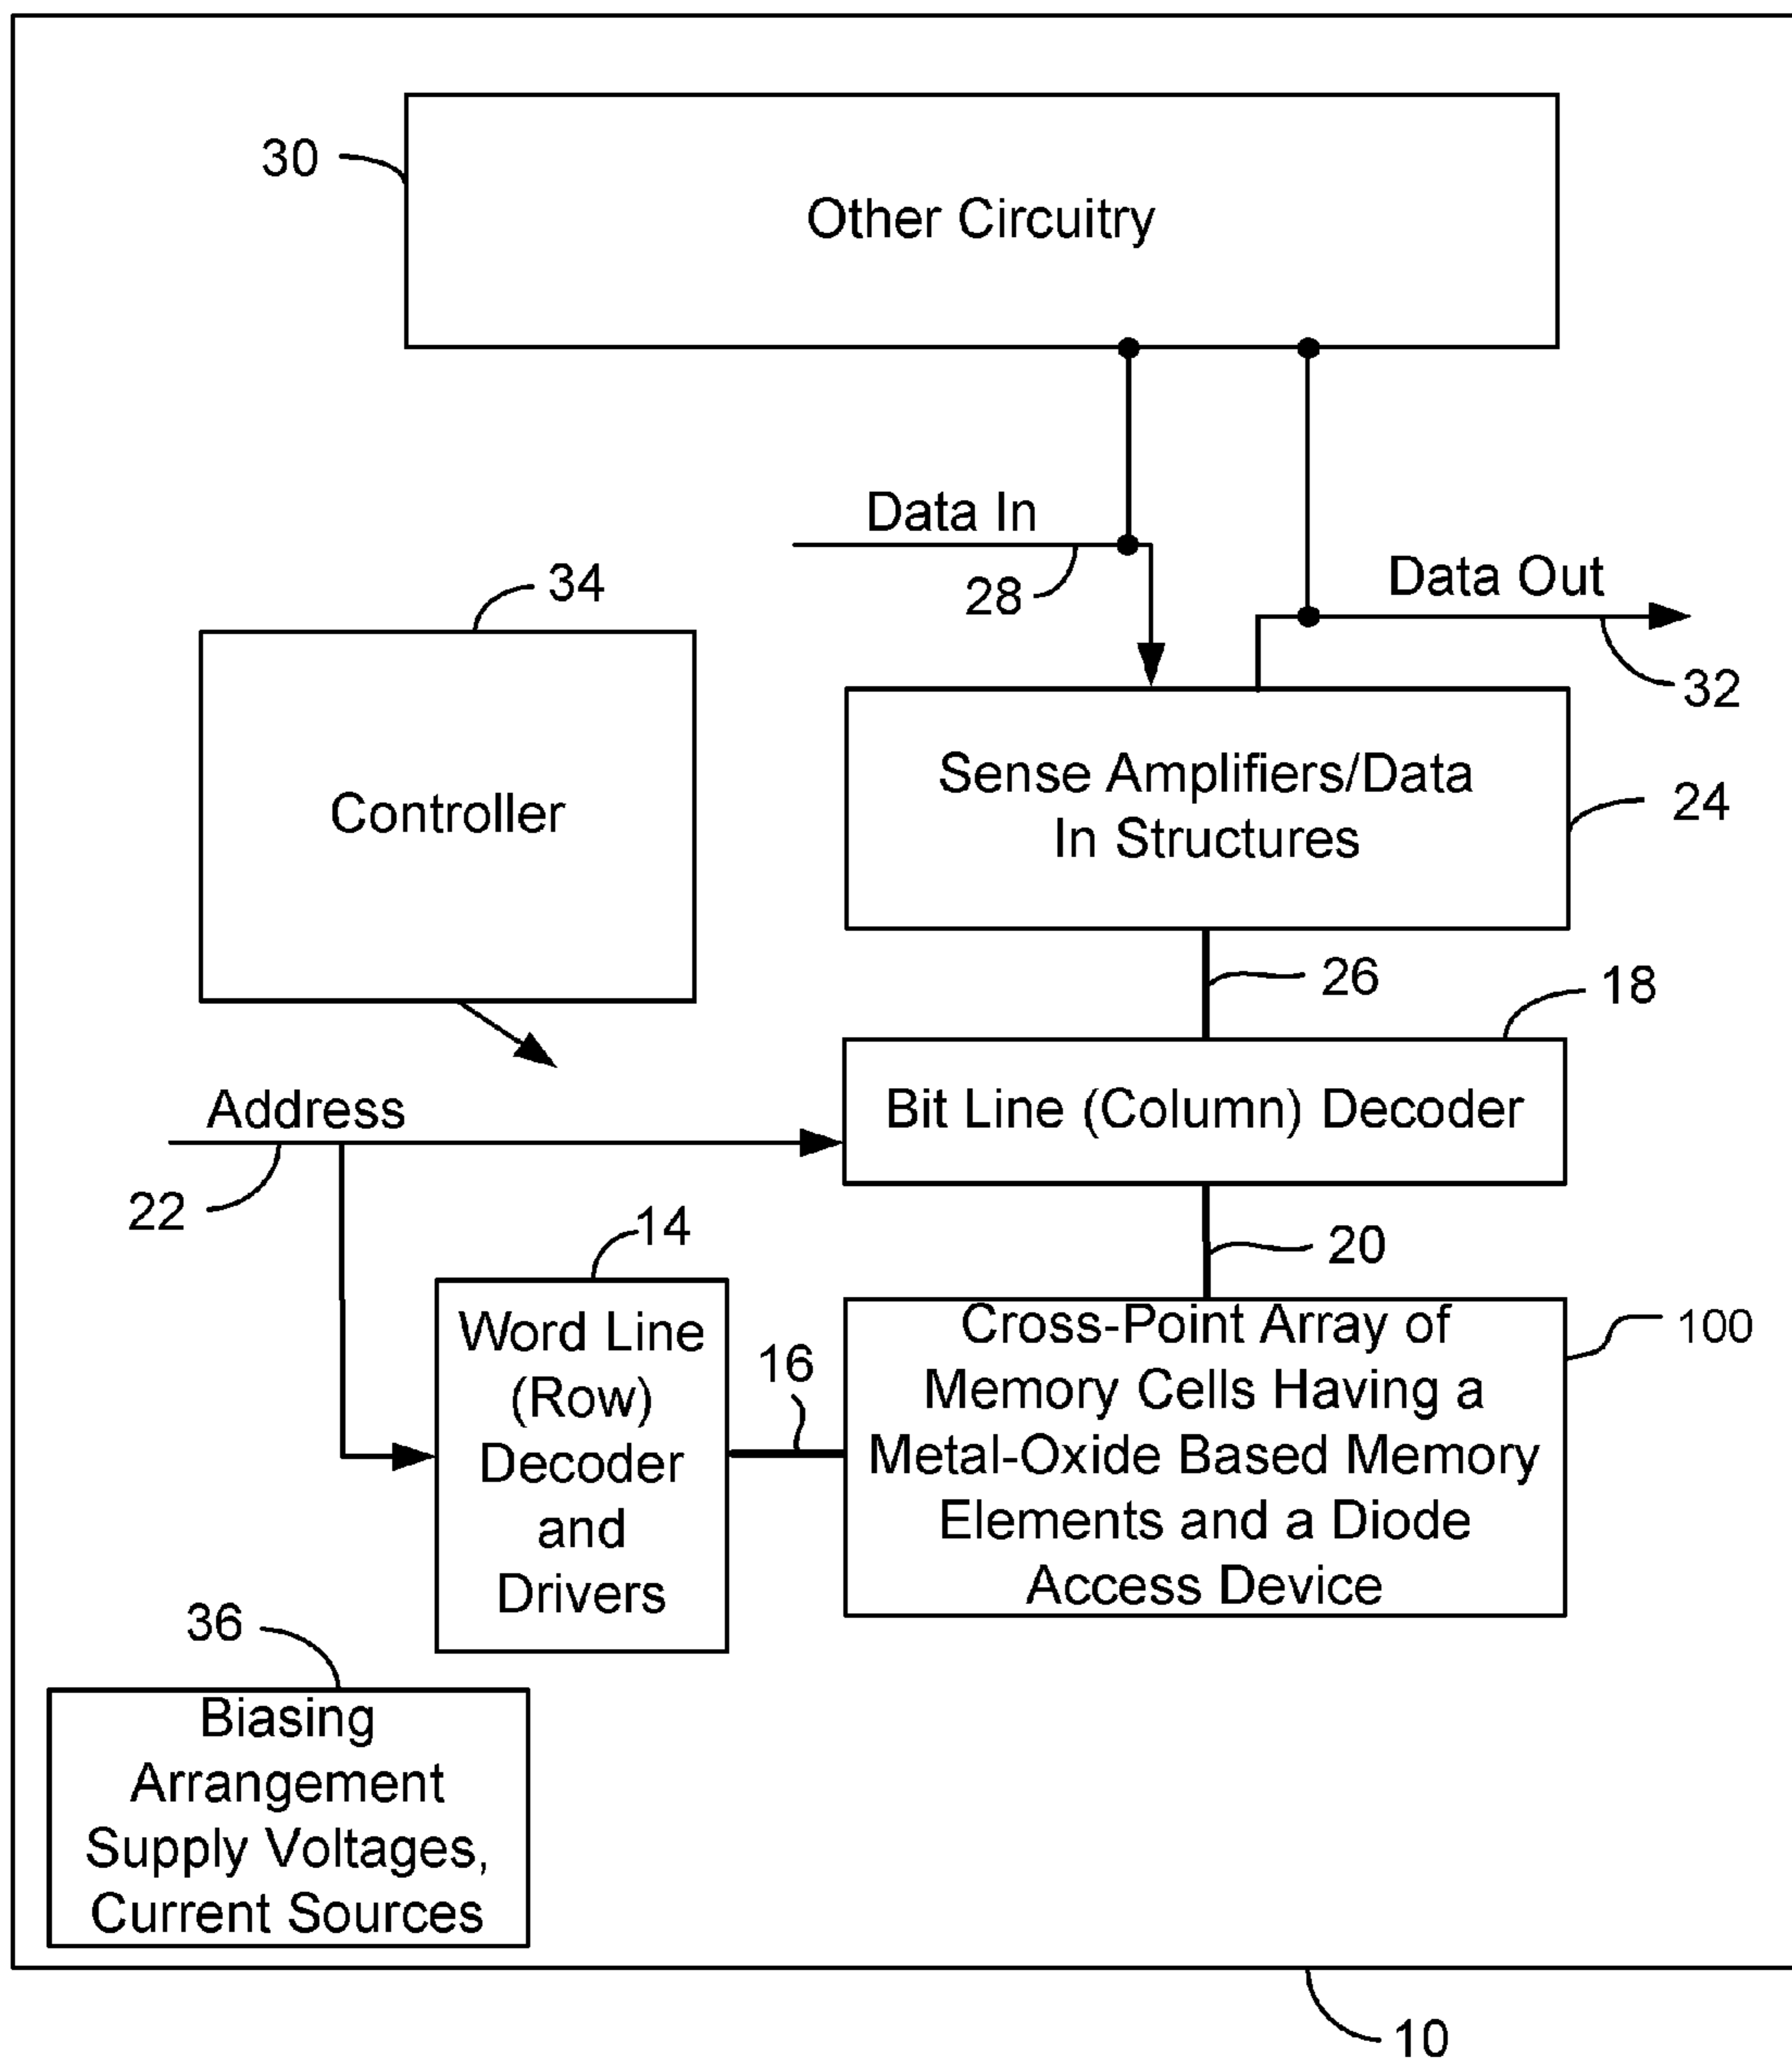 30
Other Circuitry
Data In
28
34
Data Out
32
Controller
Sense Amplifiers/Data
In Structures
24
26
18
Address
Bit Line (Column) Decoder
22
14
20
Word Line
(Row)
Decoder
and
Drivers
16
Cross-Point Array of
Memory Cells Having a
Metal-Oxide Based Memory
Elements and a Diode
Access Device
100
36
Biasing
Arrangement
Supply Voltages,
Current Sources
10